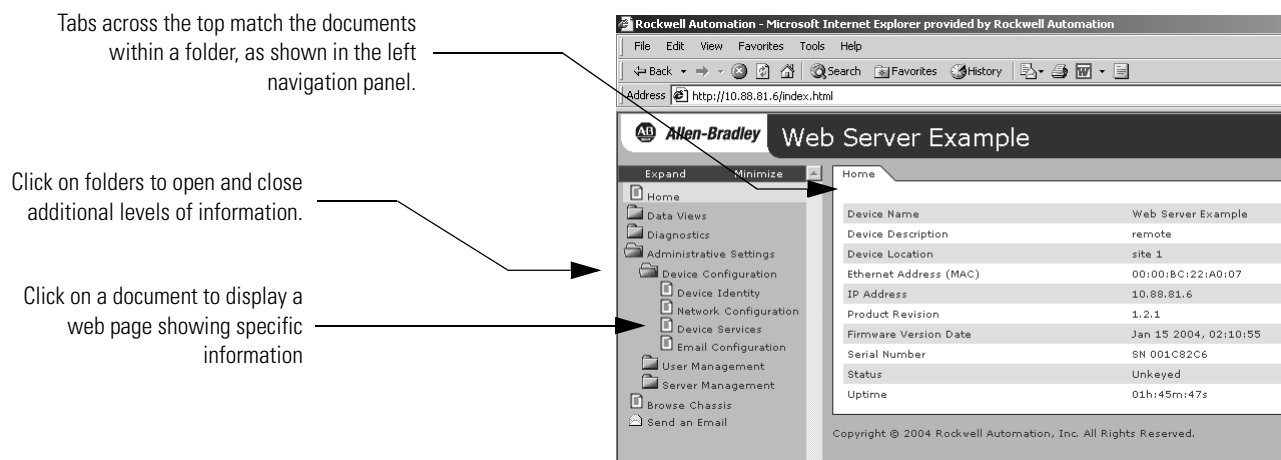 Tabs across the top match the documents
within a folder, as shown in the left
navigation panel.
Click on folders to open and close
additional levels of information.
Click on a document to display a
web page showing specific
information
Rockwell Automation - Microsoft Internet Explorer provided by Rockwell Automation
File Edit View Favorites Tools Help
Back Search Favorites History
Address http://10.88.81.6/index.html
AB Allen-Bradley Web Server Example
Expand Minimize
Home
Data Views
Diagnostics
Administrative Settings
Device Configuration
Device Identity
Network Configuration
Device Services
Email Configuration
User Management
Server Management
Browse Chassis
Send an Email
Home
Device Name Web Server Example
Device Description remote
Device Location site 1
Ethernet Address (MAC) 00:00:BC:22:A0:07
IP Address 10.88.81.6
Product Revision 1.2.1
Firmware Version Date Jan 15 2004, 02:10:55
Serial Number SN 001C82C6
Status Unkeyed
Uptime 01h:45m:47s
Copyright © 2004 Rockwell Automation, Inc. All Rights Reserved.